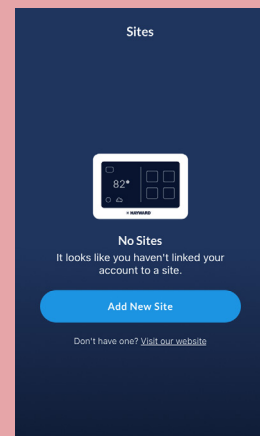 Sites
82°
HAYWARD
No Sites
It looks like you haven't linked your
account to a site.
Add New Site
Don't have one? Visit our website